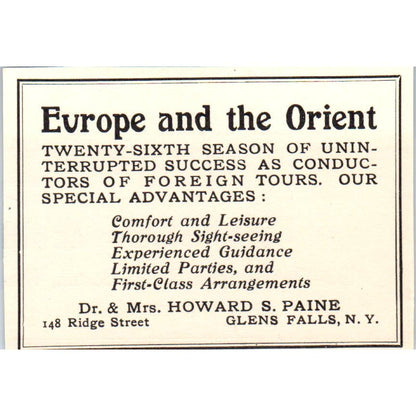 Europe and the Orient
TWENTY-SIXTH SEASON OF UNIN-
TERRUPTED SUCCESS AS CONDUC-
TORS OF FOREIGN TOURS. OUR
SPECIAL ADVANTAGES:
Comfort and Leisure
Thorough Sight-seeing
Experienced Guidance
Limited Parties, and
First-Class Arrangements
Dr. & Mrs. HOWARD S. PAINE
148 Ridge Street GLENS FALLS, N. Y.